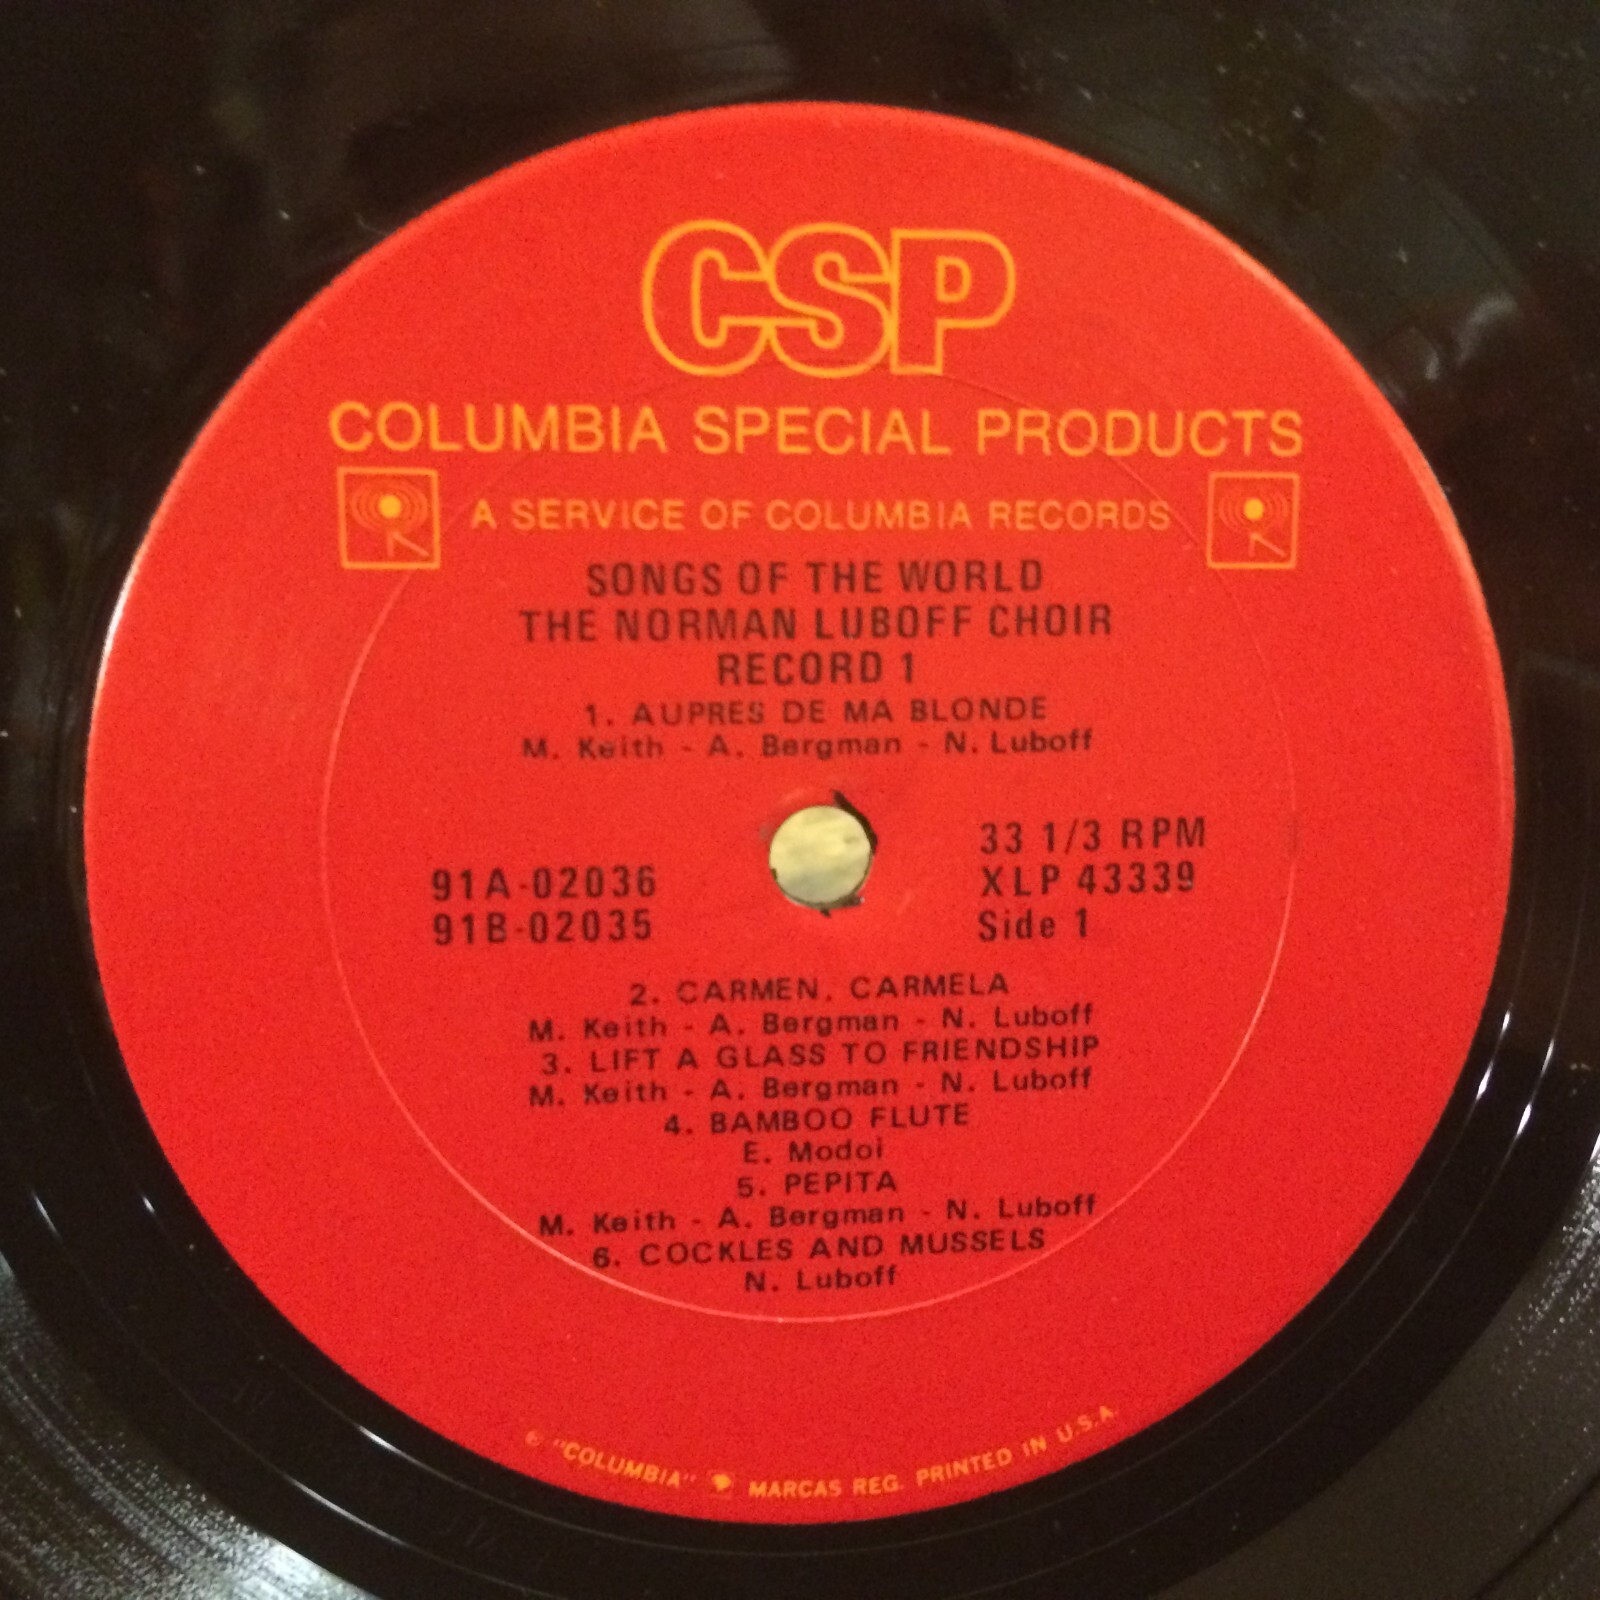 CSP
COLUMBIA SPECIAL PRODUCTS
A SERVICE OF COLUMBIA RECORDS
SONGS OF THE WORLD
THE NORMAN LUBOFF CHOIR
RECORD 1
1. AUPRES DE MA BLONDE
M. Keith - A. Bergman - N. Luboff
91A-02036
91B-02035
33 1/3 RPM
XLP 43339
Side 1
2. CARMEN, CARMELA
M. Keith - A. Bergman - N. Luboff
3. LIFT A GLASS TO FRIENDSHIP
M. Keith - A. Bergman - N. Luboff
4. BAMBOO FLUTE
E. Modoi
5. PEPITA
M. Keith - A. Bergman - N. Luboff
6. COCKLES AND MUSSELS
N. Luboff
"COLUMBIA" MARCAS REG. PRINTED IN U.S.A.